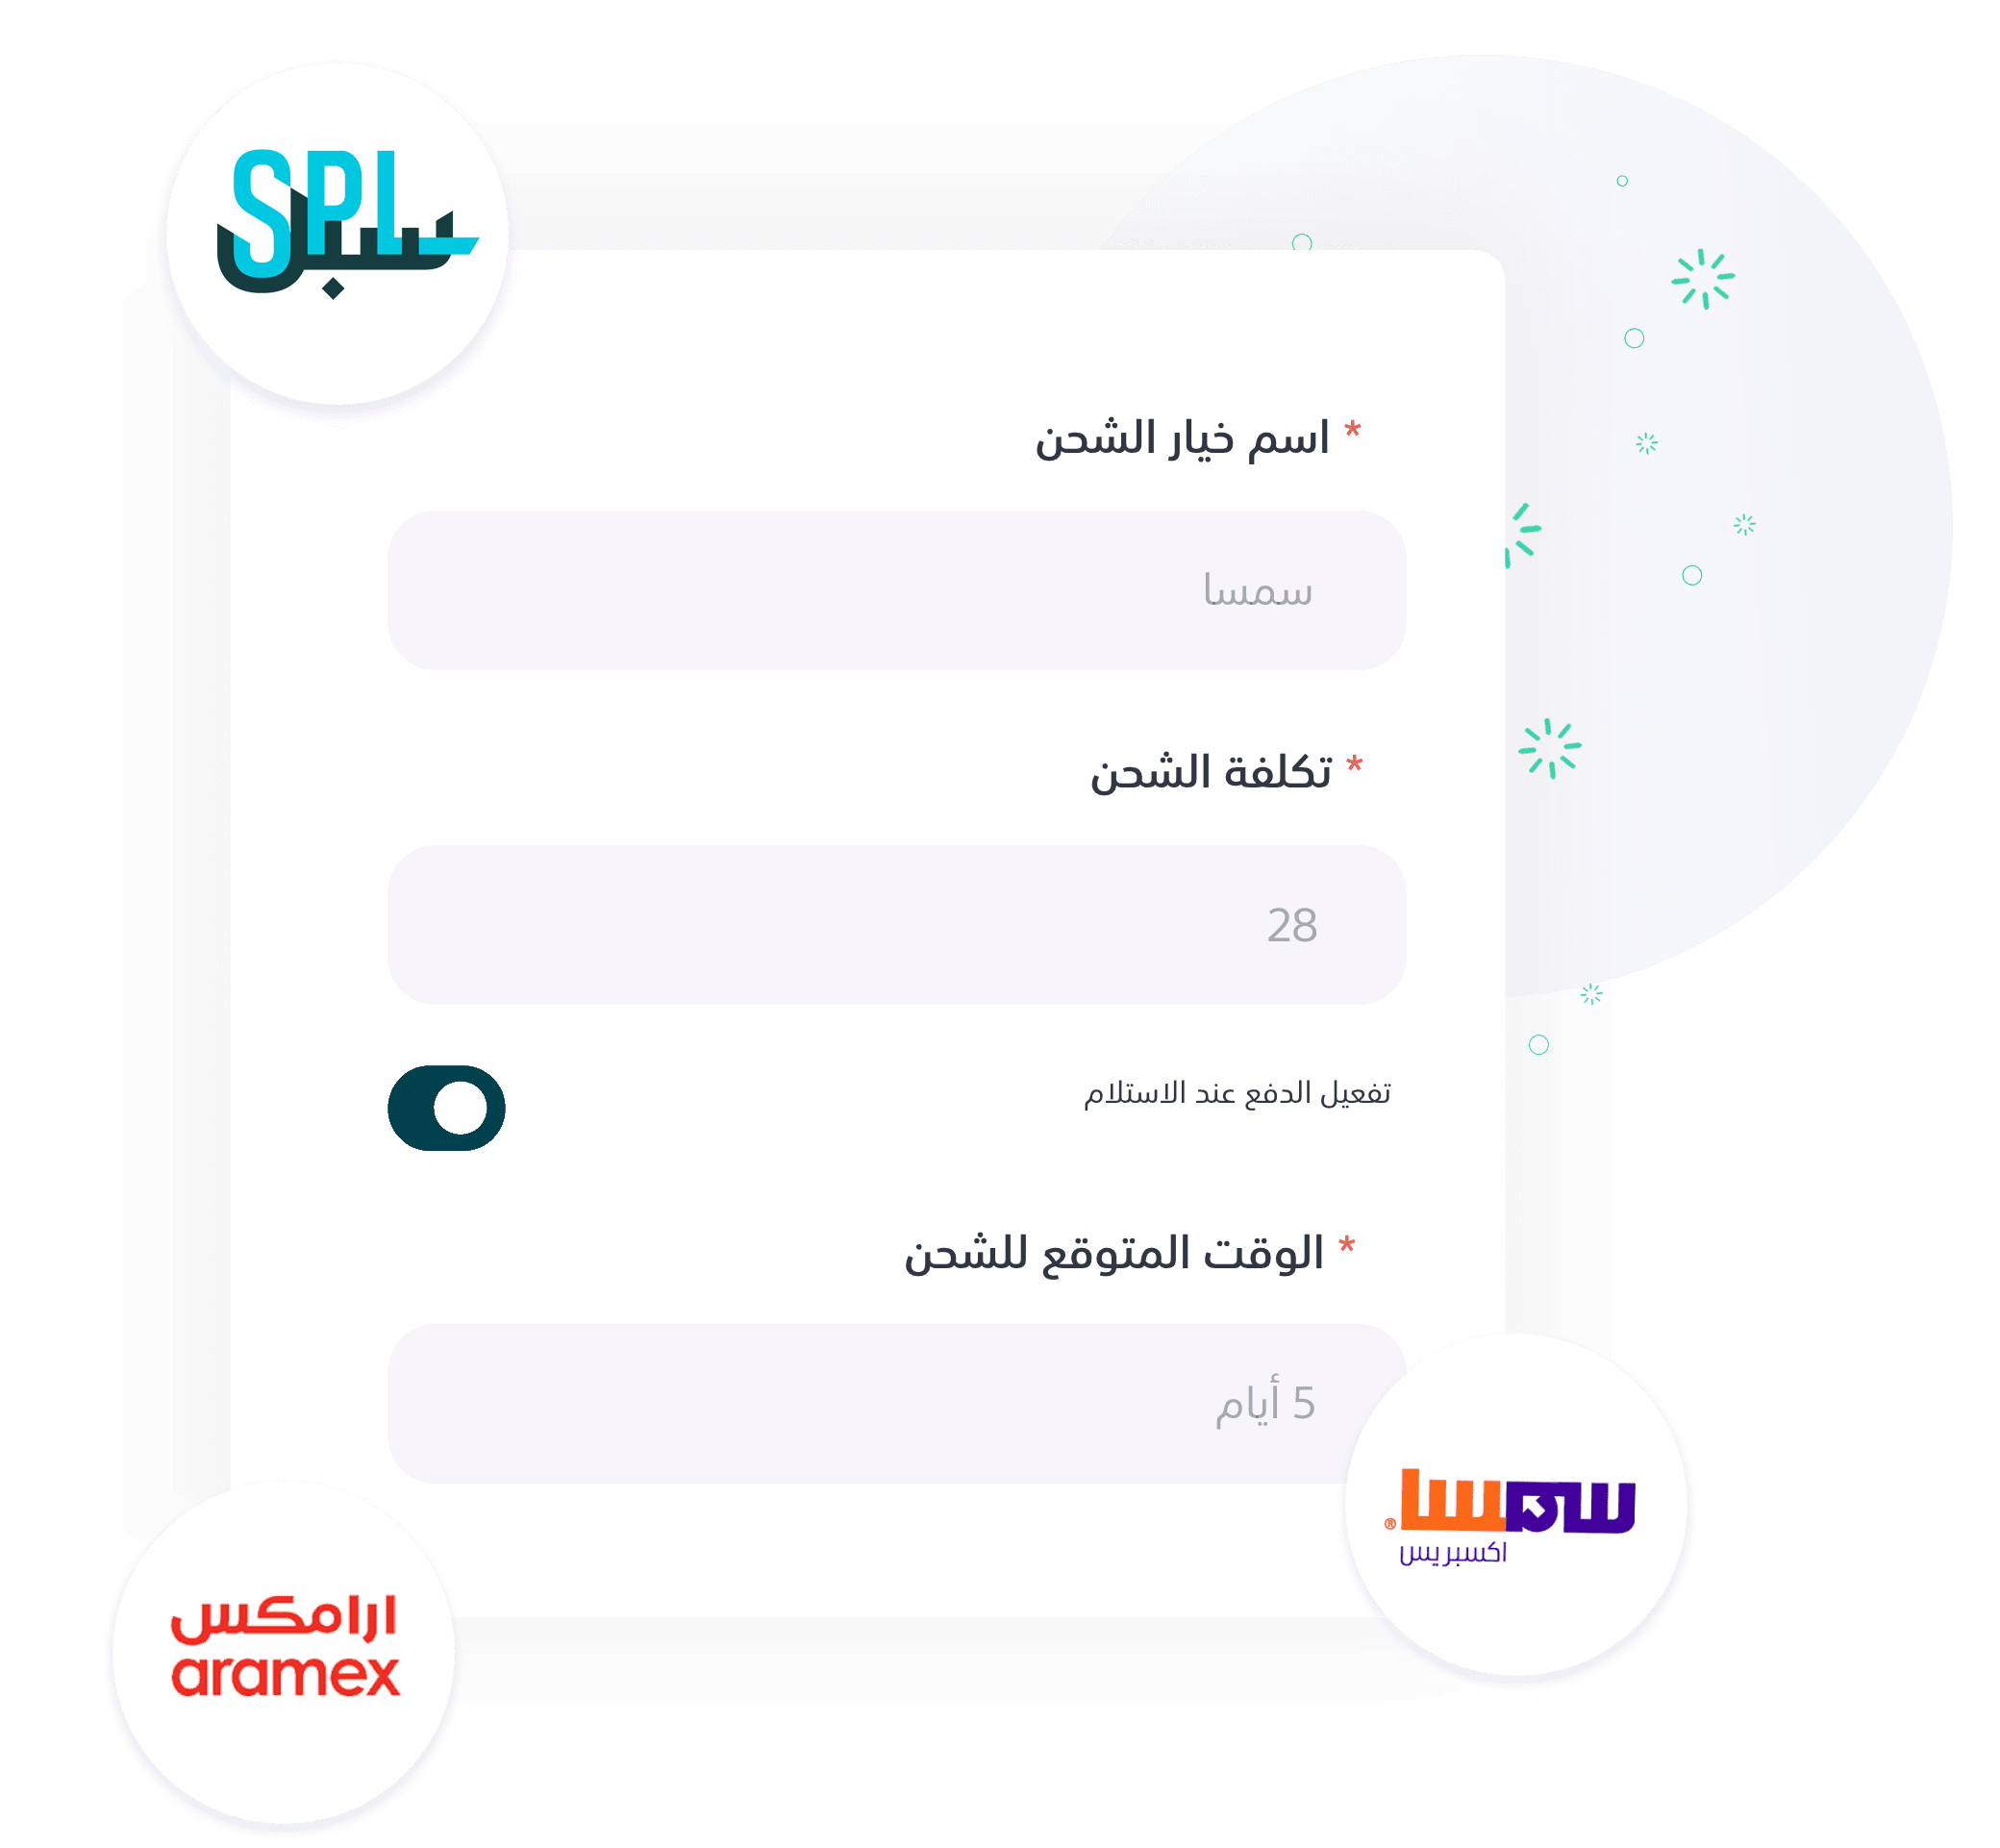 SPL
سبل
* اسم خيار الشحن
سمسا
* تكلفة الشحن
28
تفعيل الدفع عند الاستلام
* الوقت المتوقع للشحن
5 أيام
سمسا®
اكسبريس
ارامكس
aramex